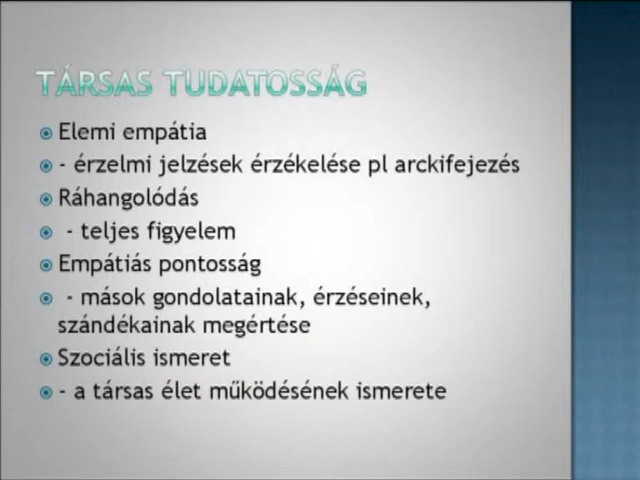 TÁRSAS TUDATOSSÁG
Elemi empátia
- érzelmi jelzések érzékelése pl arckifejezés
Ráhangolódás
- teljes figyelem
Empátiás pontosság
- mások gondolatainak, érzéseinek,
szándékainak megértése
Szociális ismeret
- a társas élet működésének ismerete